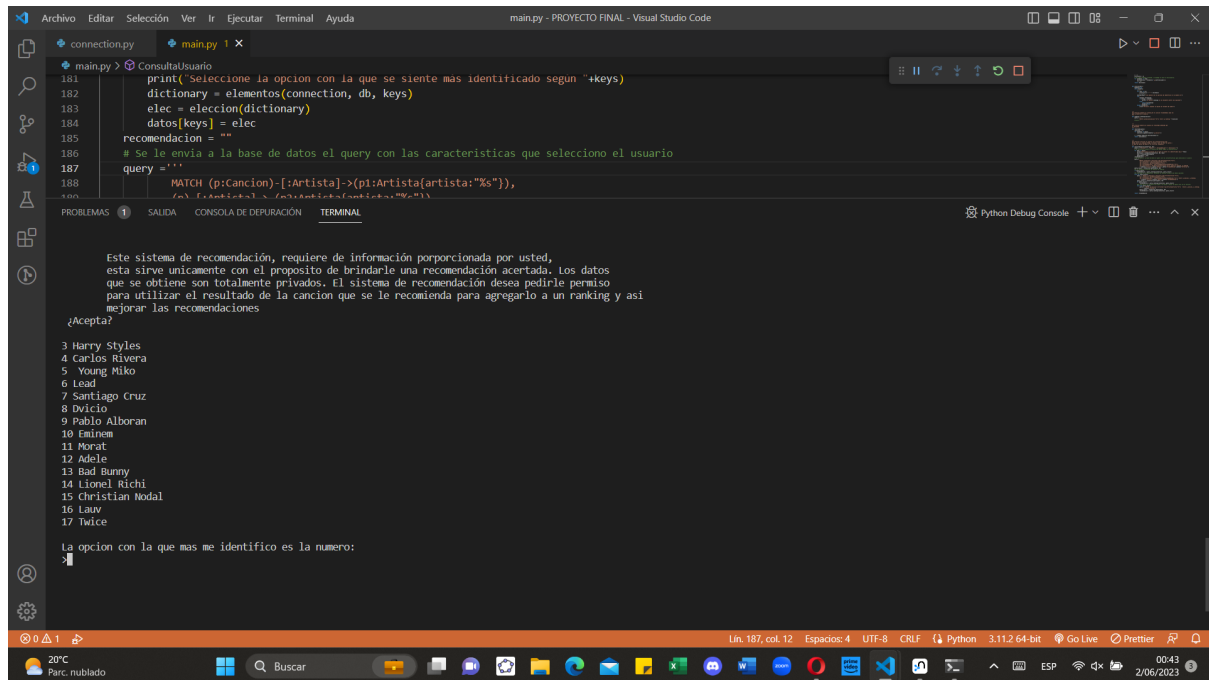 Archivo Editar Selección Ver Ir Ejecutar Terminal Ayuda
main.py - PROYECTO FINAL - Visual Studio Code
connection.py
main.py 1
main.py > ConsultaUsuario
181 print("Seleccione la opcion con la que se siente mas identificado segun "+keys)
182 dictionary = elementos(connection, db, keys)
183 elec = eleccion(dictionary)
184 datos[keys] = elec
185 recomendacion = ""
186 # Se le envia a la base de datos el query con las caracteristicas que selecciono el usuario
187 query ='''
188 MATCH (p:Cancion)-[:Artista]->(p1:Artista{artista:"%s"}),
189 (p)-[:Artista]-> (p2:Artista{artista:"%s"})
PROBLEMAS 1 SALIDA CONSOLA DE DEPURACIÓN TERMINAL
Python Debug Console
Este sistema de recomendación, requiere de información porporcionada por usted,
esta sirve unicamente con el proposito de brindarle una recomendación acertada. Los datos
que se obtiene son totalmente privados. El sistema de recomendación desea pedirle permiso
para utilizar el resultado de la cancion que se le recomienda para agregarlo a un ranking y asi
mejorar las recomendaciones
¿Acepta?
3 Harry Styles
4 Carlos Rivera
5 Young Miko
6 Lead
7 Santiago Cruz
8 Dvicio
9 Pablo Alboran
10 Eminem
11 Morat
12 Adele
13 Bad Bunny
14 Lionel Richi
15 Christian Nodal
16 Lauv
17 Twice
La opcion con la que mas me identifico es la numero:
>
0 1
Lín. 187, col. 12 Espacios: 4 UTF-8 CRLF Python 3.11.2 64-bit Go Live Prettier
20°C
Parc. nublado
Buscar
ESP
00:43
2/06/2023
3